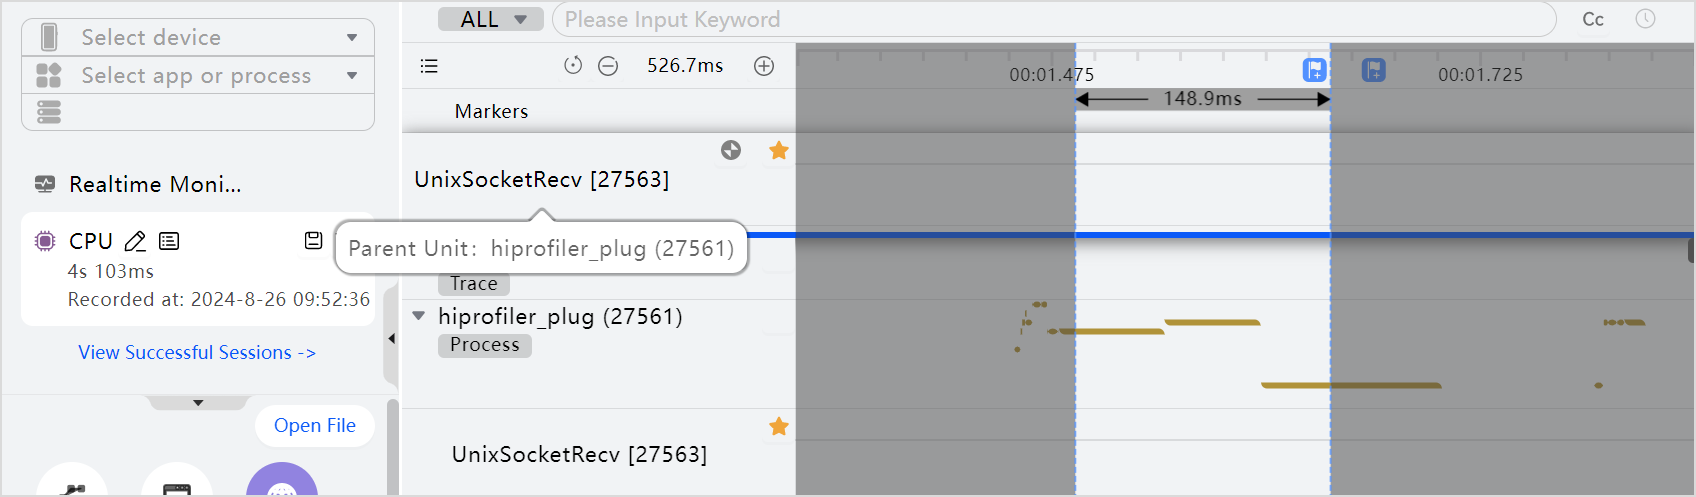 Select device
Select app or process
Realtime Moni...
CPU
4s 103ms
Recorded at: 2024-8-26 09:52:36
View Successful Sessions ->
Open File
ALL
Please Input Keyword
Cc
526.7ms
00:01.475
00:01.725
Markers
148.9ms
UnixSocketRecv [27563]
Parent Unit: hiprofiler_plug (27561)
Trace
hiprofiler_plug (27561)
Process
UnixSocketRecv [27563]